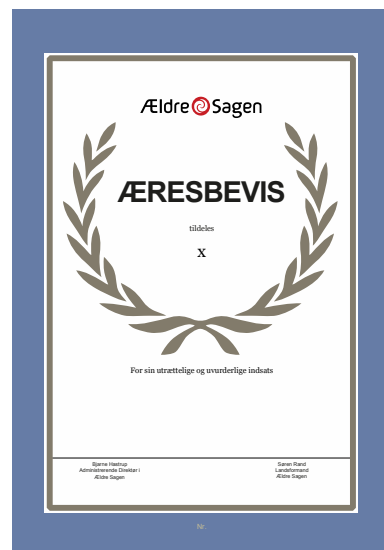 Ældre Sagen
ÆRESBEVIS
tildeles
x
For sin utrættelige og uvurderlige indsats
Bjarne Hastrup
Administrerende Direktør i
Ældre Sagen
Søren Rand
Landsformand
Ældre Sagen
Nr.